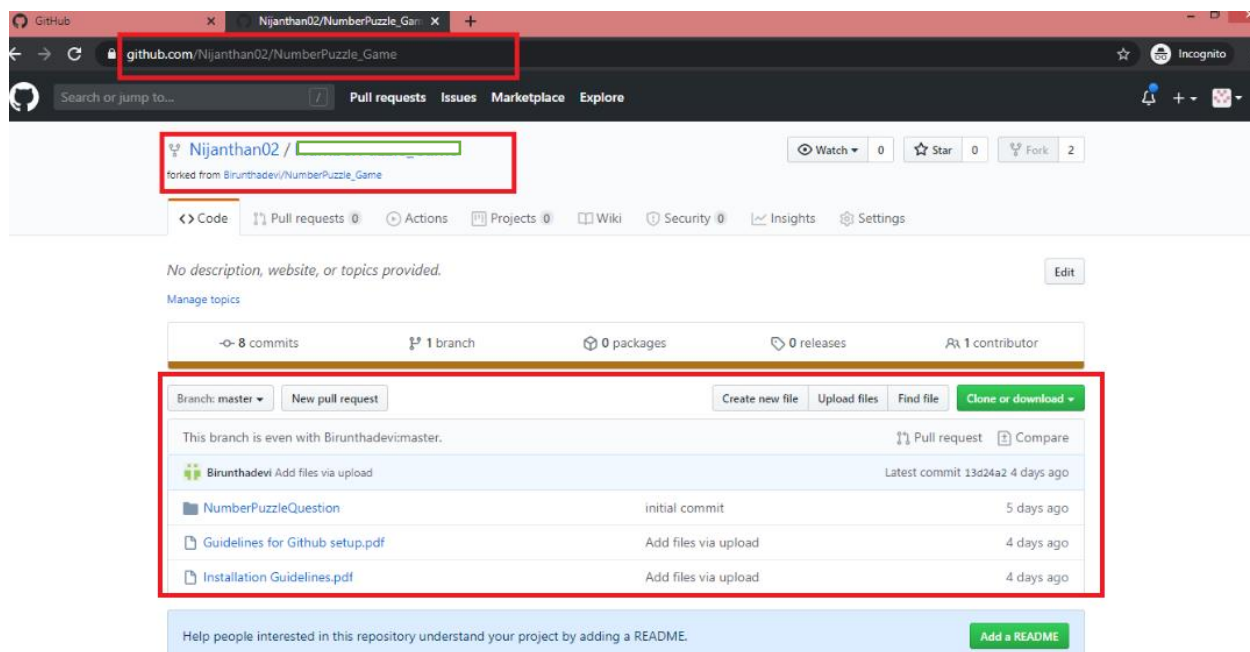 GitHub
Nijanthan02/NumberPuzzle_Gam
github.com/Nijanthan02/NumberPuzzle_Game
Incognito
Search or jump to...
/
Pull requests Issues Marketplace Explore
Nijanthan02 /
Watch 0 Star 0 Fork 2
forked from Birunthadevi/NumberPuzzle_Game
Code Pull requests 0 Actions Projects 0 Wiki Security 0 Insights Settings
No description, website, or topics provided.
Edit
Manage topics
8 commits 1 branch 0 packages 0 releases 1 contributor
Branch: master New pull request Create new file Upload files Find file Clone or download
This branch is even with Birunthadevi:master. Pull request Compare
Birunthadevi Add files via upload Latest commit 13d24a2 4 days ago
NumberPuzzleQuestion initial commit 5 days ago
Guidelines for Github setup.pdf Add files via upload 4 days ago
Installation Guidelines.pdf Add files via upload 4 days ago
Help people interested in this repository understand your project by adding a README. Add a README